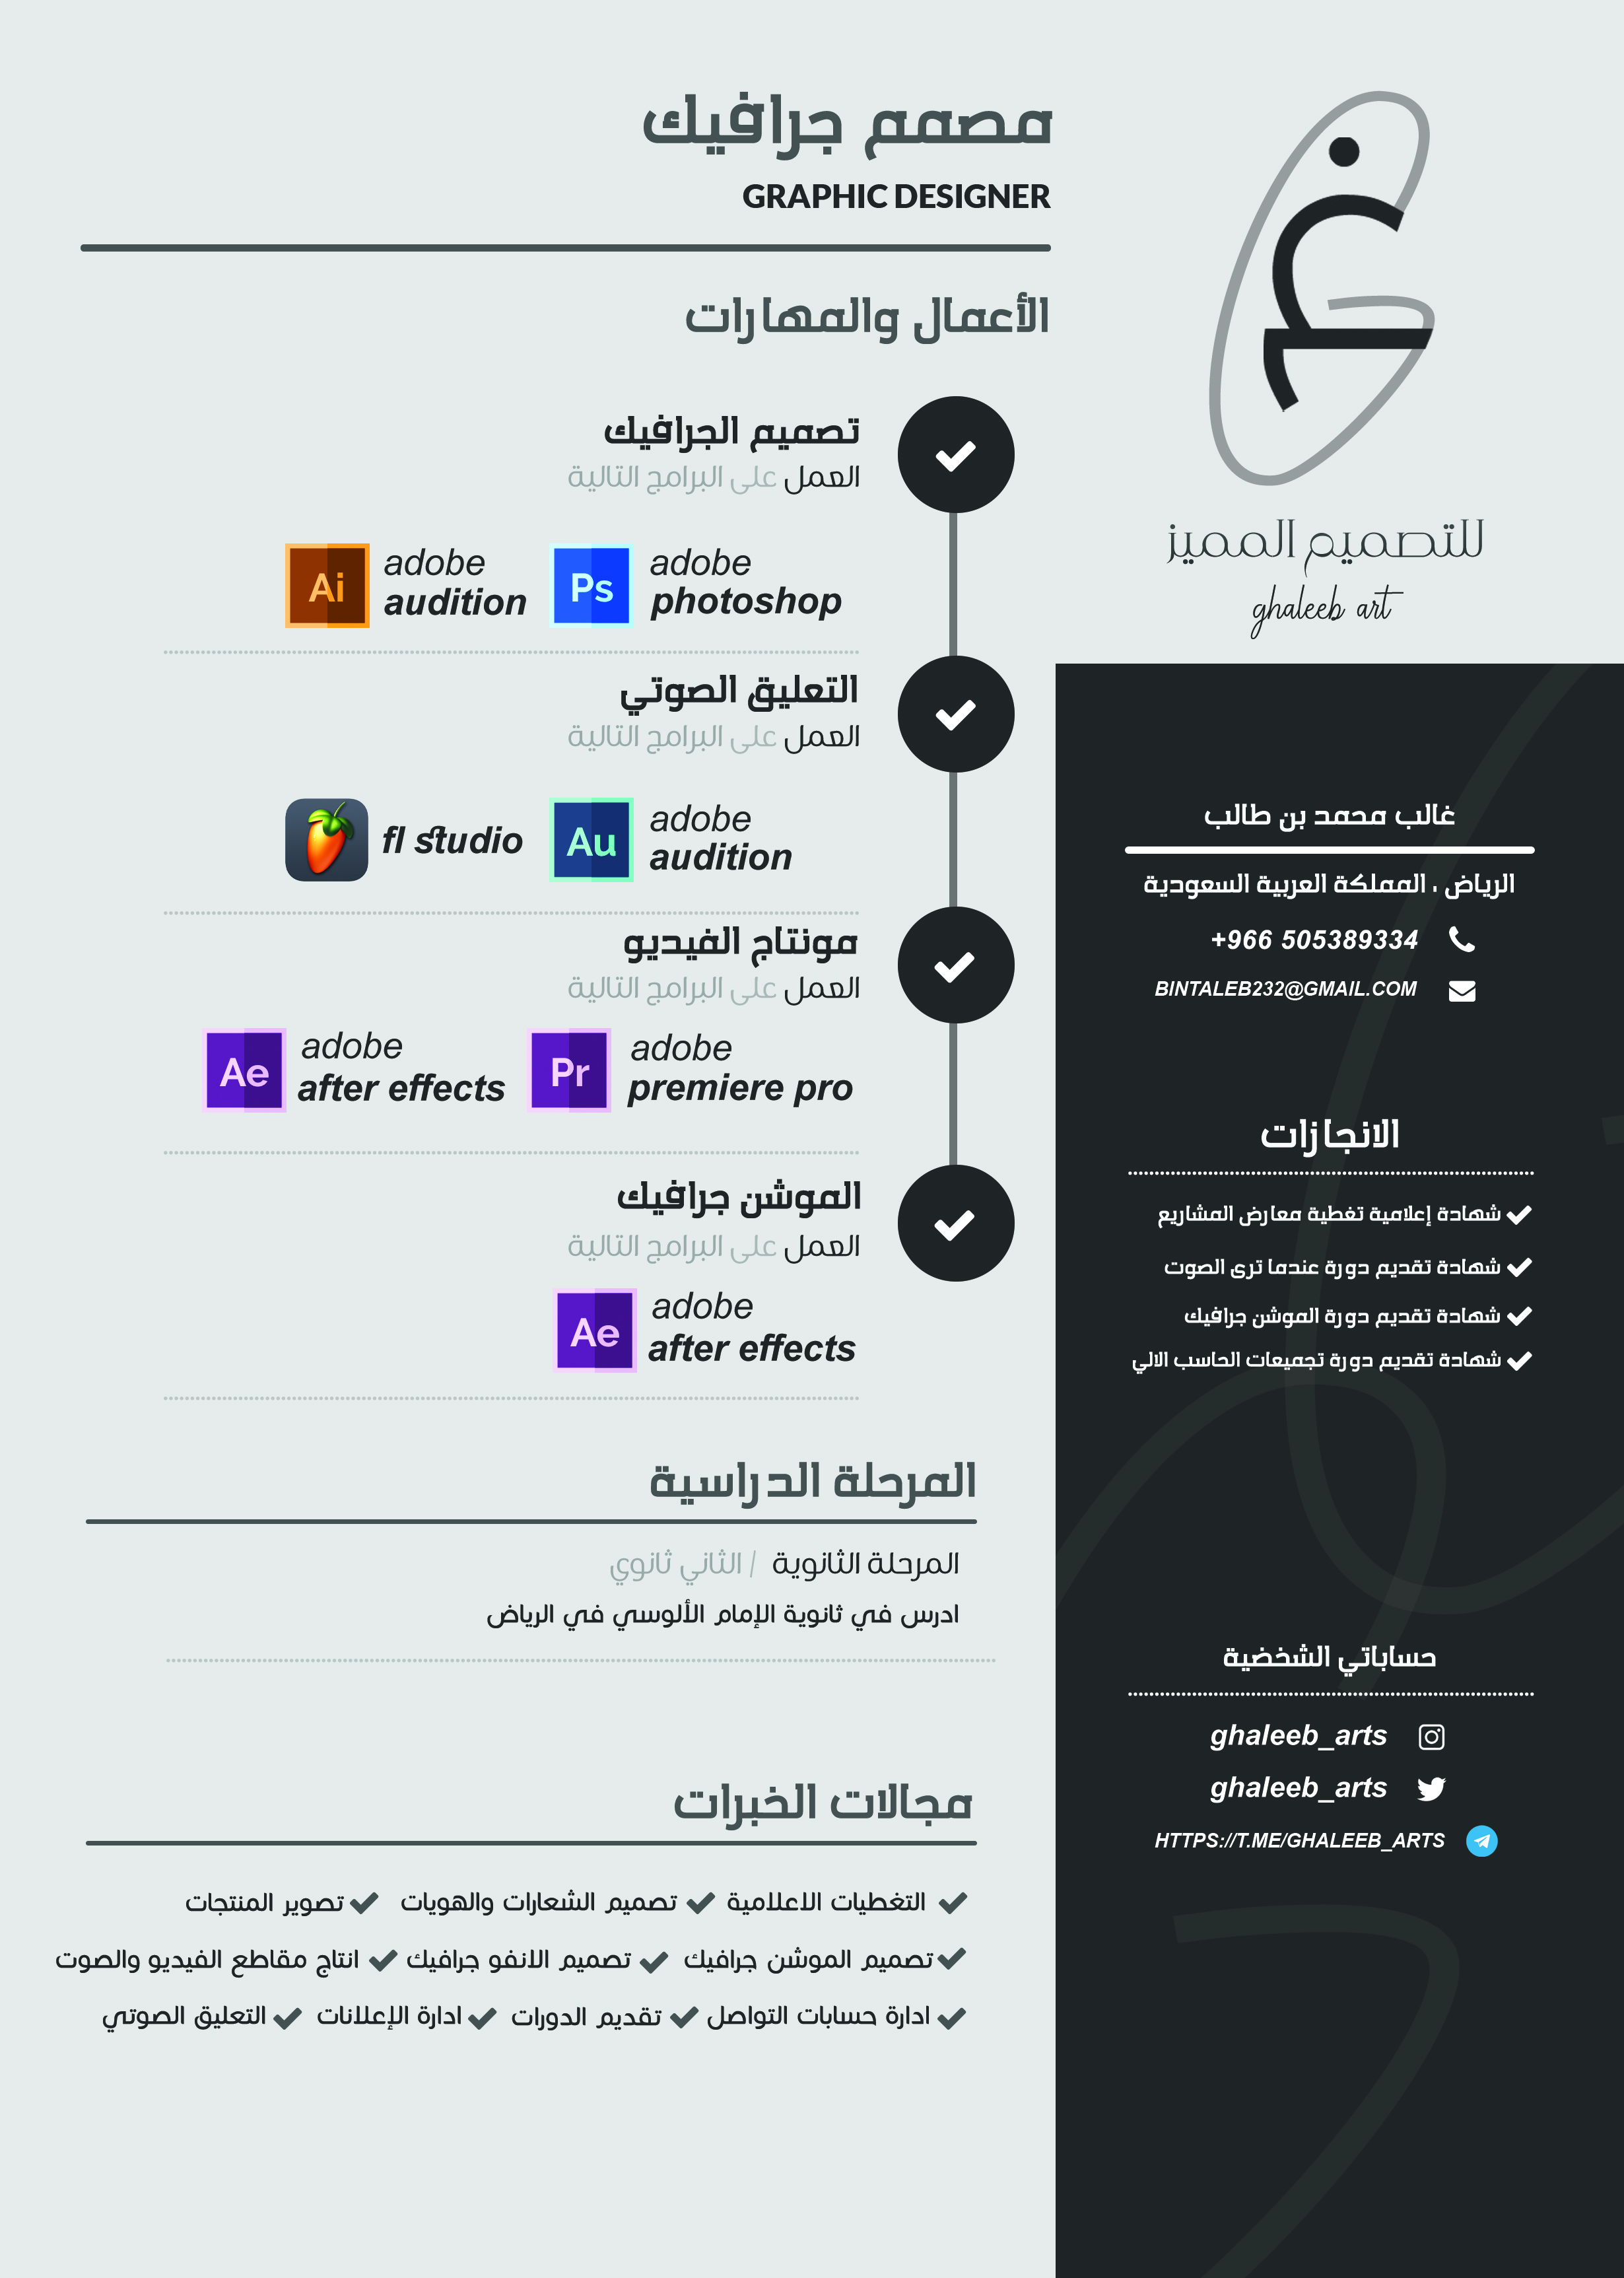 مصمم جرافيك
GRAPHIC DESIGNER
الأعمال والمهارات
تصميم الجرافيك
العمل على البرامج التالية
Ps
adobe
photoshop
Ai
adobe
audition
التعليق الصوتي
العمل على البرامج التالية
Au
adobe
audition
fl studio
مونتاج الفيديو
العمل على البرامج التالية
Pr
adobe
premiere pro
Ae
adobe
after effects
الموشن جرافيك
العمل على البرامج التالية
Ae
adobe
after effects
المرحلة الدراسية
المرحلة الثانوية / الثاني ثانوي
ادرس في ثانوية الإمام الألوسي في الرياض
مجالات الخبرات
التغطيات الاعلامية تصميم الشعارات والهويات تصوير المنتجات
تصميم الموشن جرافيك تصميم الانفو جرافيك انتاج مقاطع الفيديو والصوت
ادارة حسابات التواصل تقديم الدورات ادارة الإعلانات التعليق الصوتي
للتصميم المميز
ghaleeb art
غالب محمد بن طالب
الرياض ، المملكة العربية السعودية
+966 505389334
BINTALEB232@GMAIL.COM
الانجازات
شهادة إعلامية تغطية معارض المشاريع
شهادة تقديم دورة عندما ترى الصوت
شهادة تقديم دورة الموشن جرافيك
شهادة تقديم دورة تجميعات الحاسب الالي
حساباتي الشخضية
ghaleeb_arts
ghaleeb_arts
HTTPS://T.ME/GHALEEB_ARTS